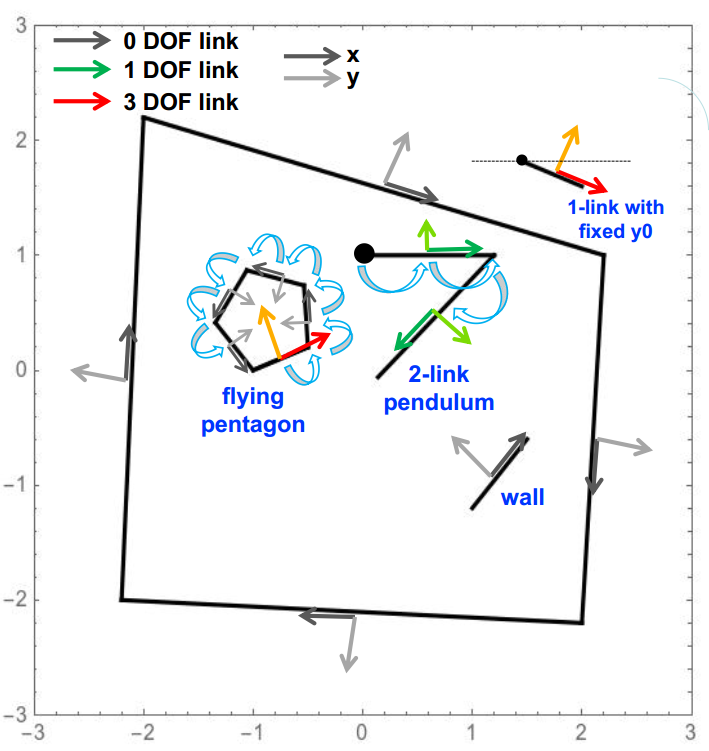 3
0 DOF link
x
1 DOF link
y
3 DOF link
2
1-link with
fixed y0
1
0
flying
pentagon
2-link
pendulum
−1
wall
−2
−3
−3 −2 −1 0 1 2 3